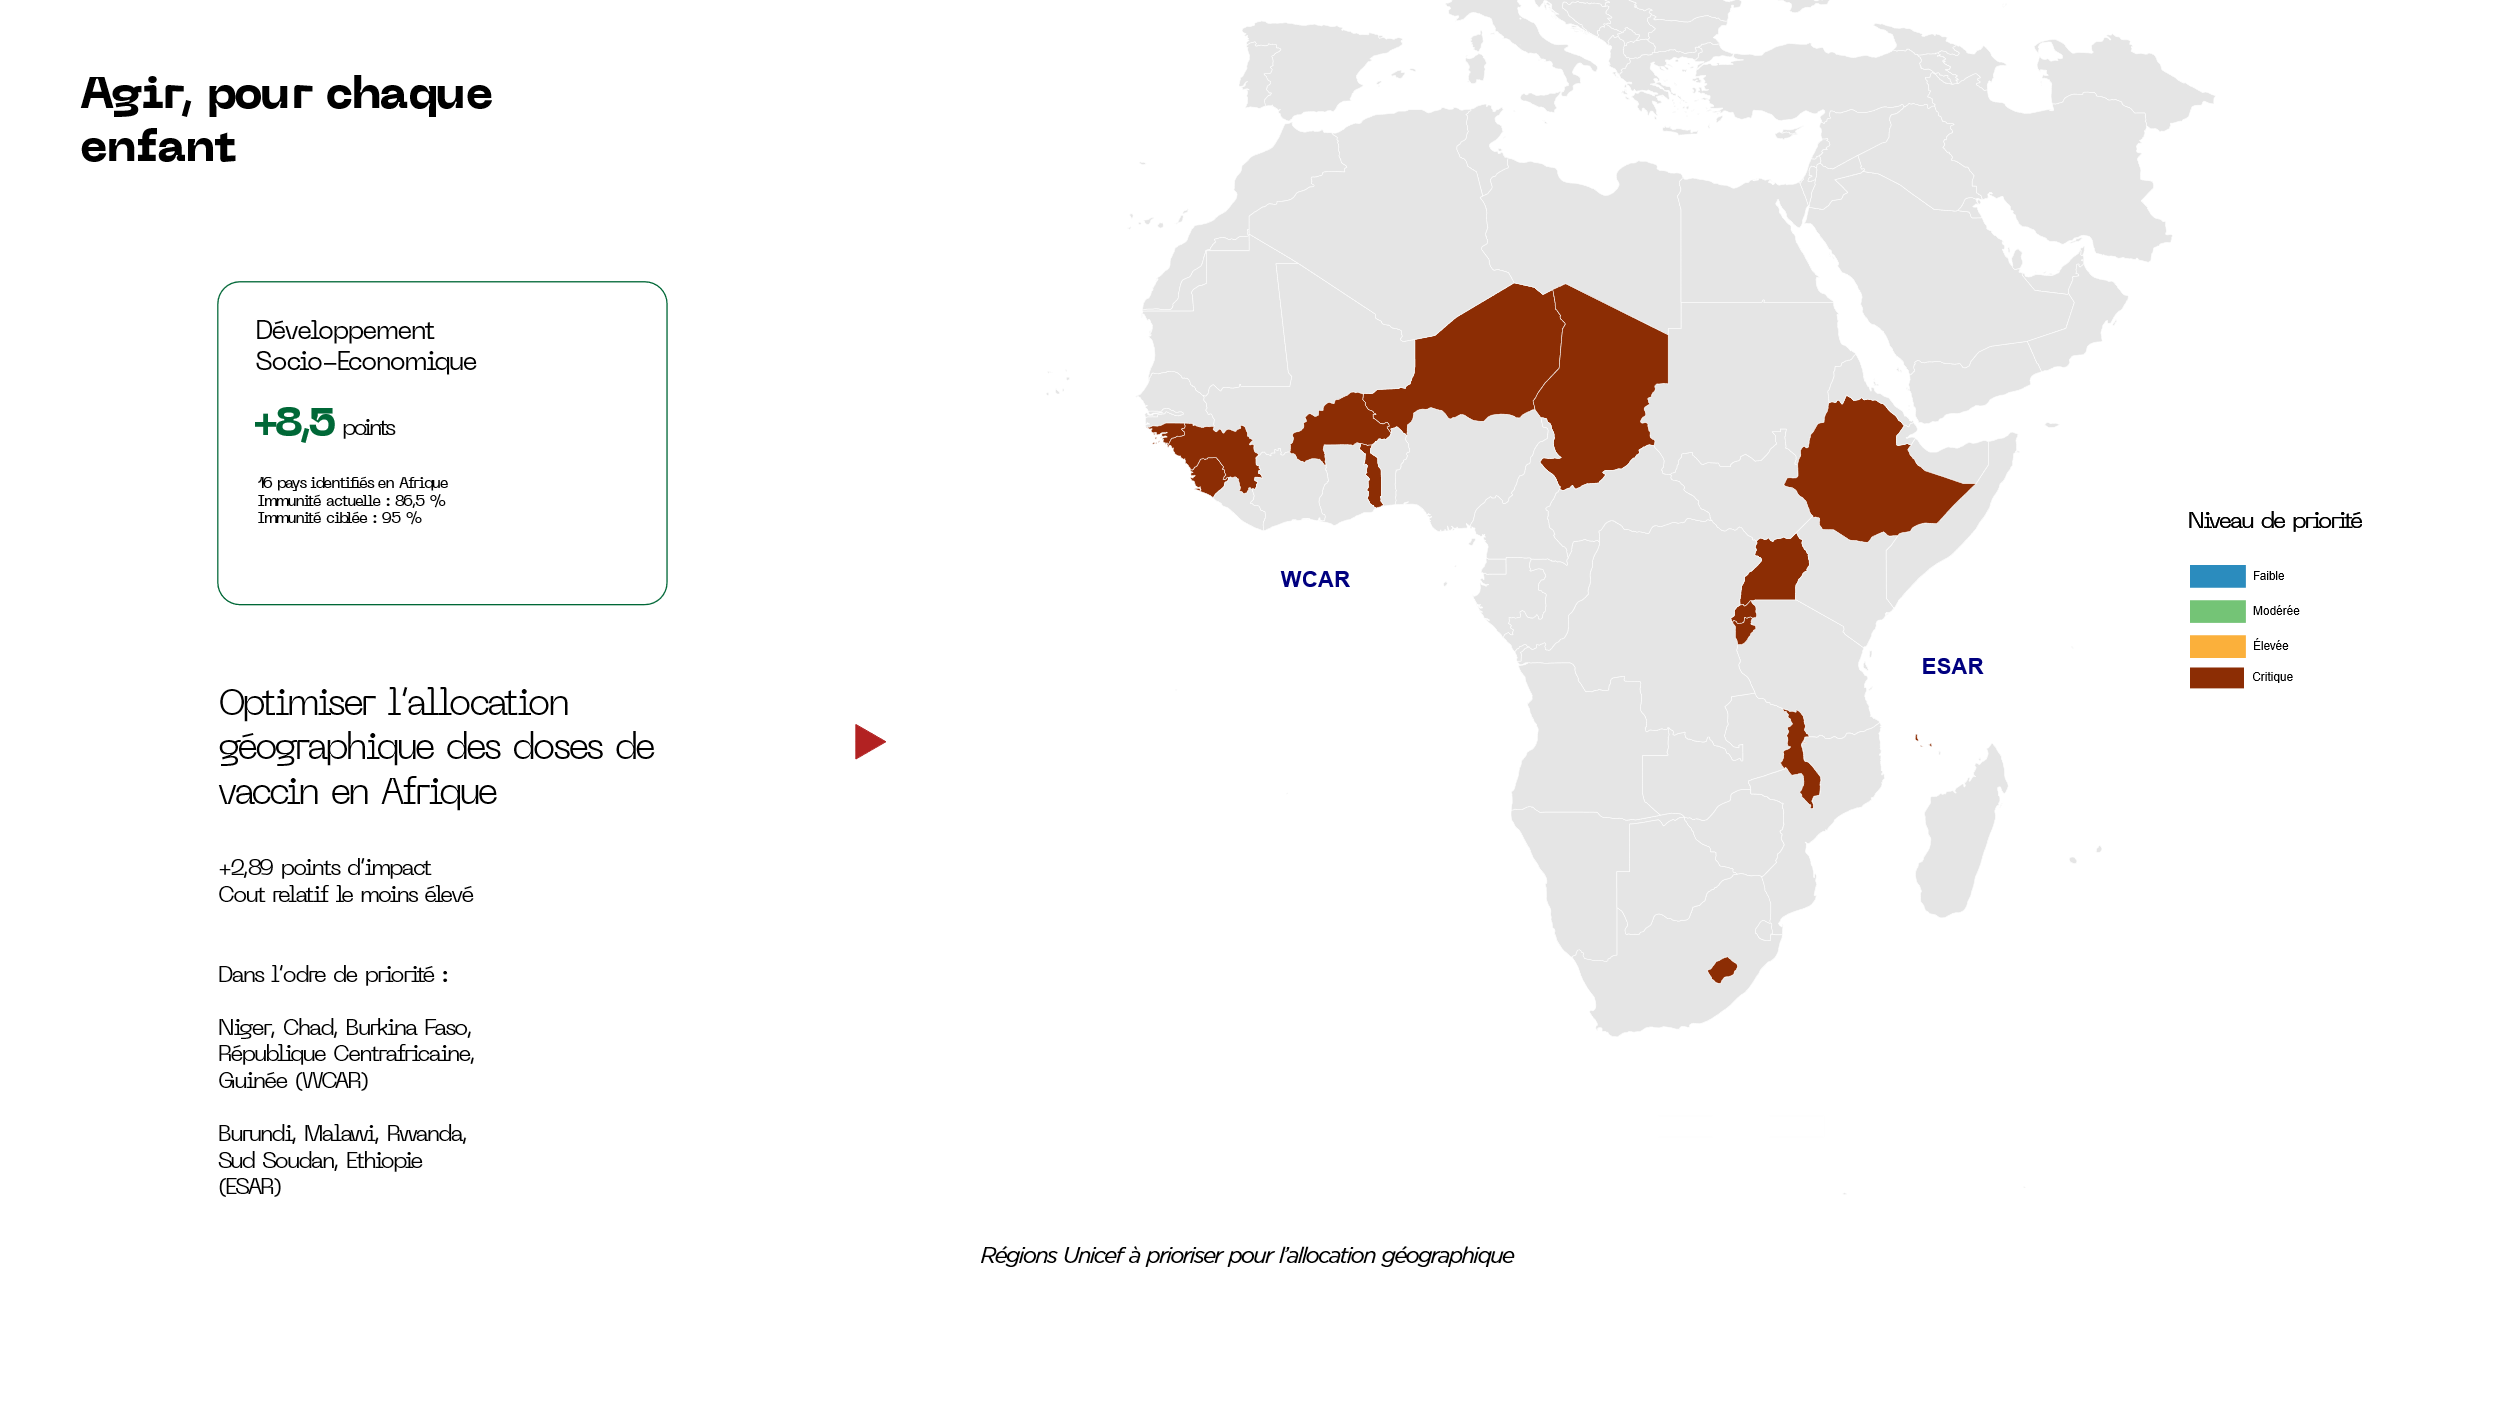 Agir, pour chaque
enfant
Développement
Socio-Economique
+8,5 points
16 pays identifiés en Afrique
Immunité actuelle : 86,5 %
Immunité ciblée : 95 %
Optimiser l'allocation
géographique des doses de
vaccin en Afrique
+2,89 points d'impact
Cout relatif le moins élevé
Dans l'odre de priorité :
Niger, Chad, Burkina Faso,
République Centrafricaine,
Guinée (WCAR)
Burundi, Malawi, Rwanda,
Sud Soudan, Ethiopie
(ESAR)
WCAR
ESAR
Niveau de priorité
Faible
Modérée
Élevée
Critique
Régions Unicef à prioriser pour l'allocation géographique